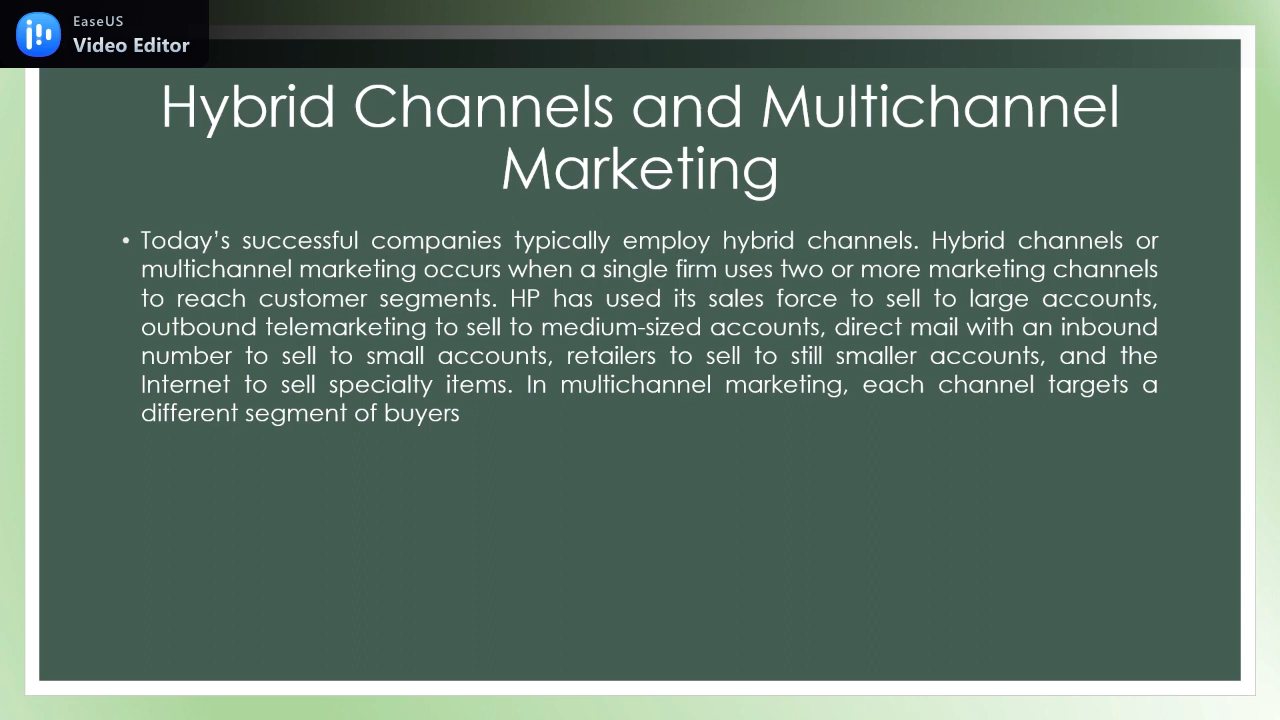 EaseUS
Video Editor
Hybrid Channels and Multichannel
Marketing
• Today’s successful companies typically employ hybrid channels. Hybrid channels or
multichannel marketing occurs when a single firm uses two or more marketing channels
to reach customer segments. HP has used its sales force to sell to large accounts,
outbound telemarketing to sell to medium-sized accounts, direct mail with an inbound
number to sell to small accounts, retailers to sell to still smaller accounts, and the
Internet to sell specialty items. In multichannel marketing, each channel targets a
different segment of buyers